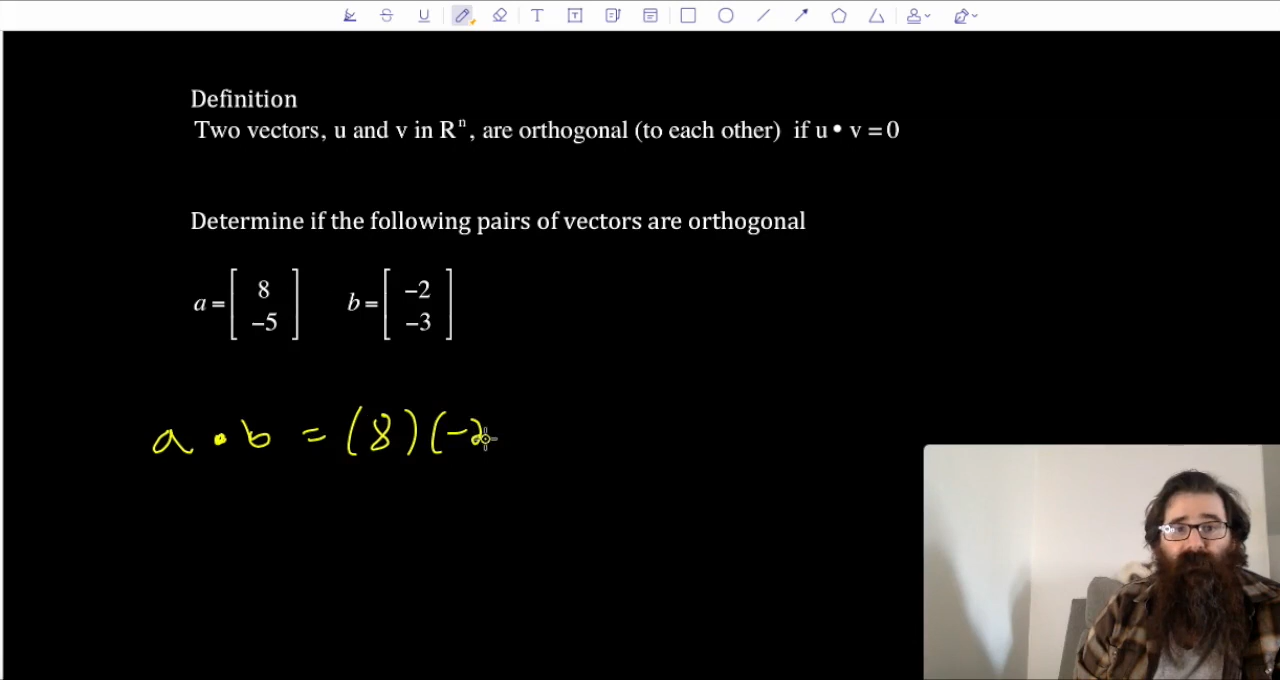 Definition
Two vectors, u and v in Rⁿ, are orthogonal (to each other) if u • v = 0
Determine if the following pairs of vectors are orthogonal
a = [ 8 −5 ] b = [ −2 −3 ]
a • b = (8)(−2